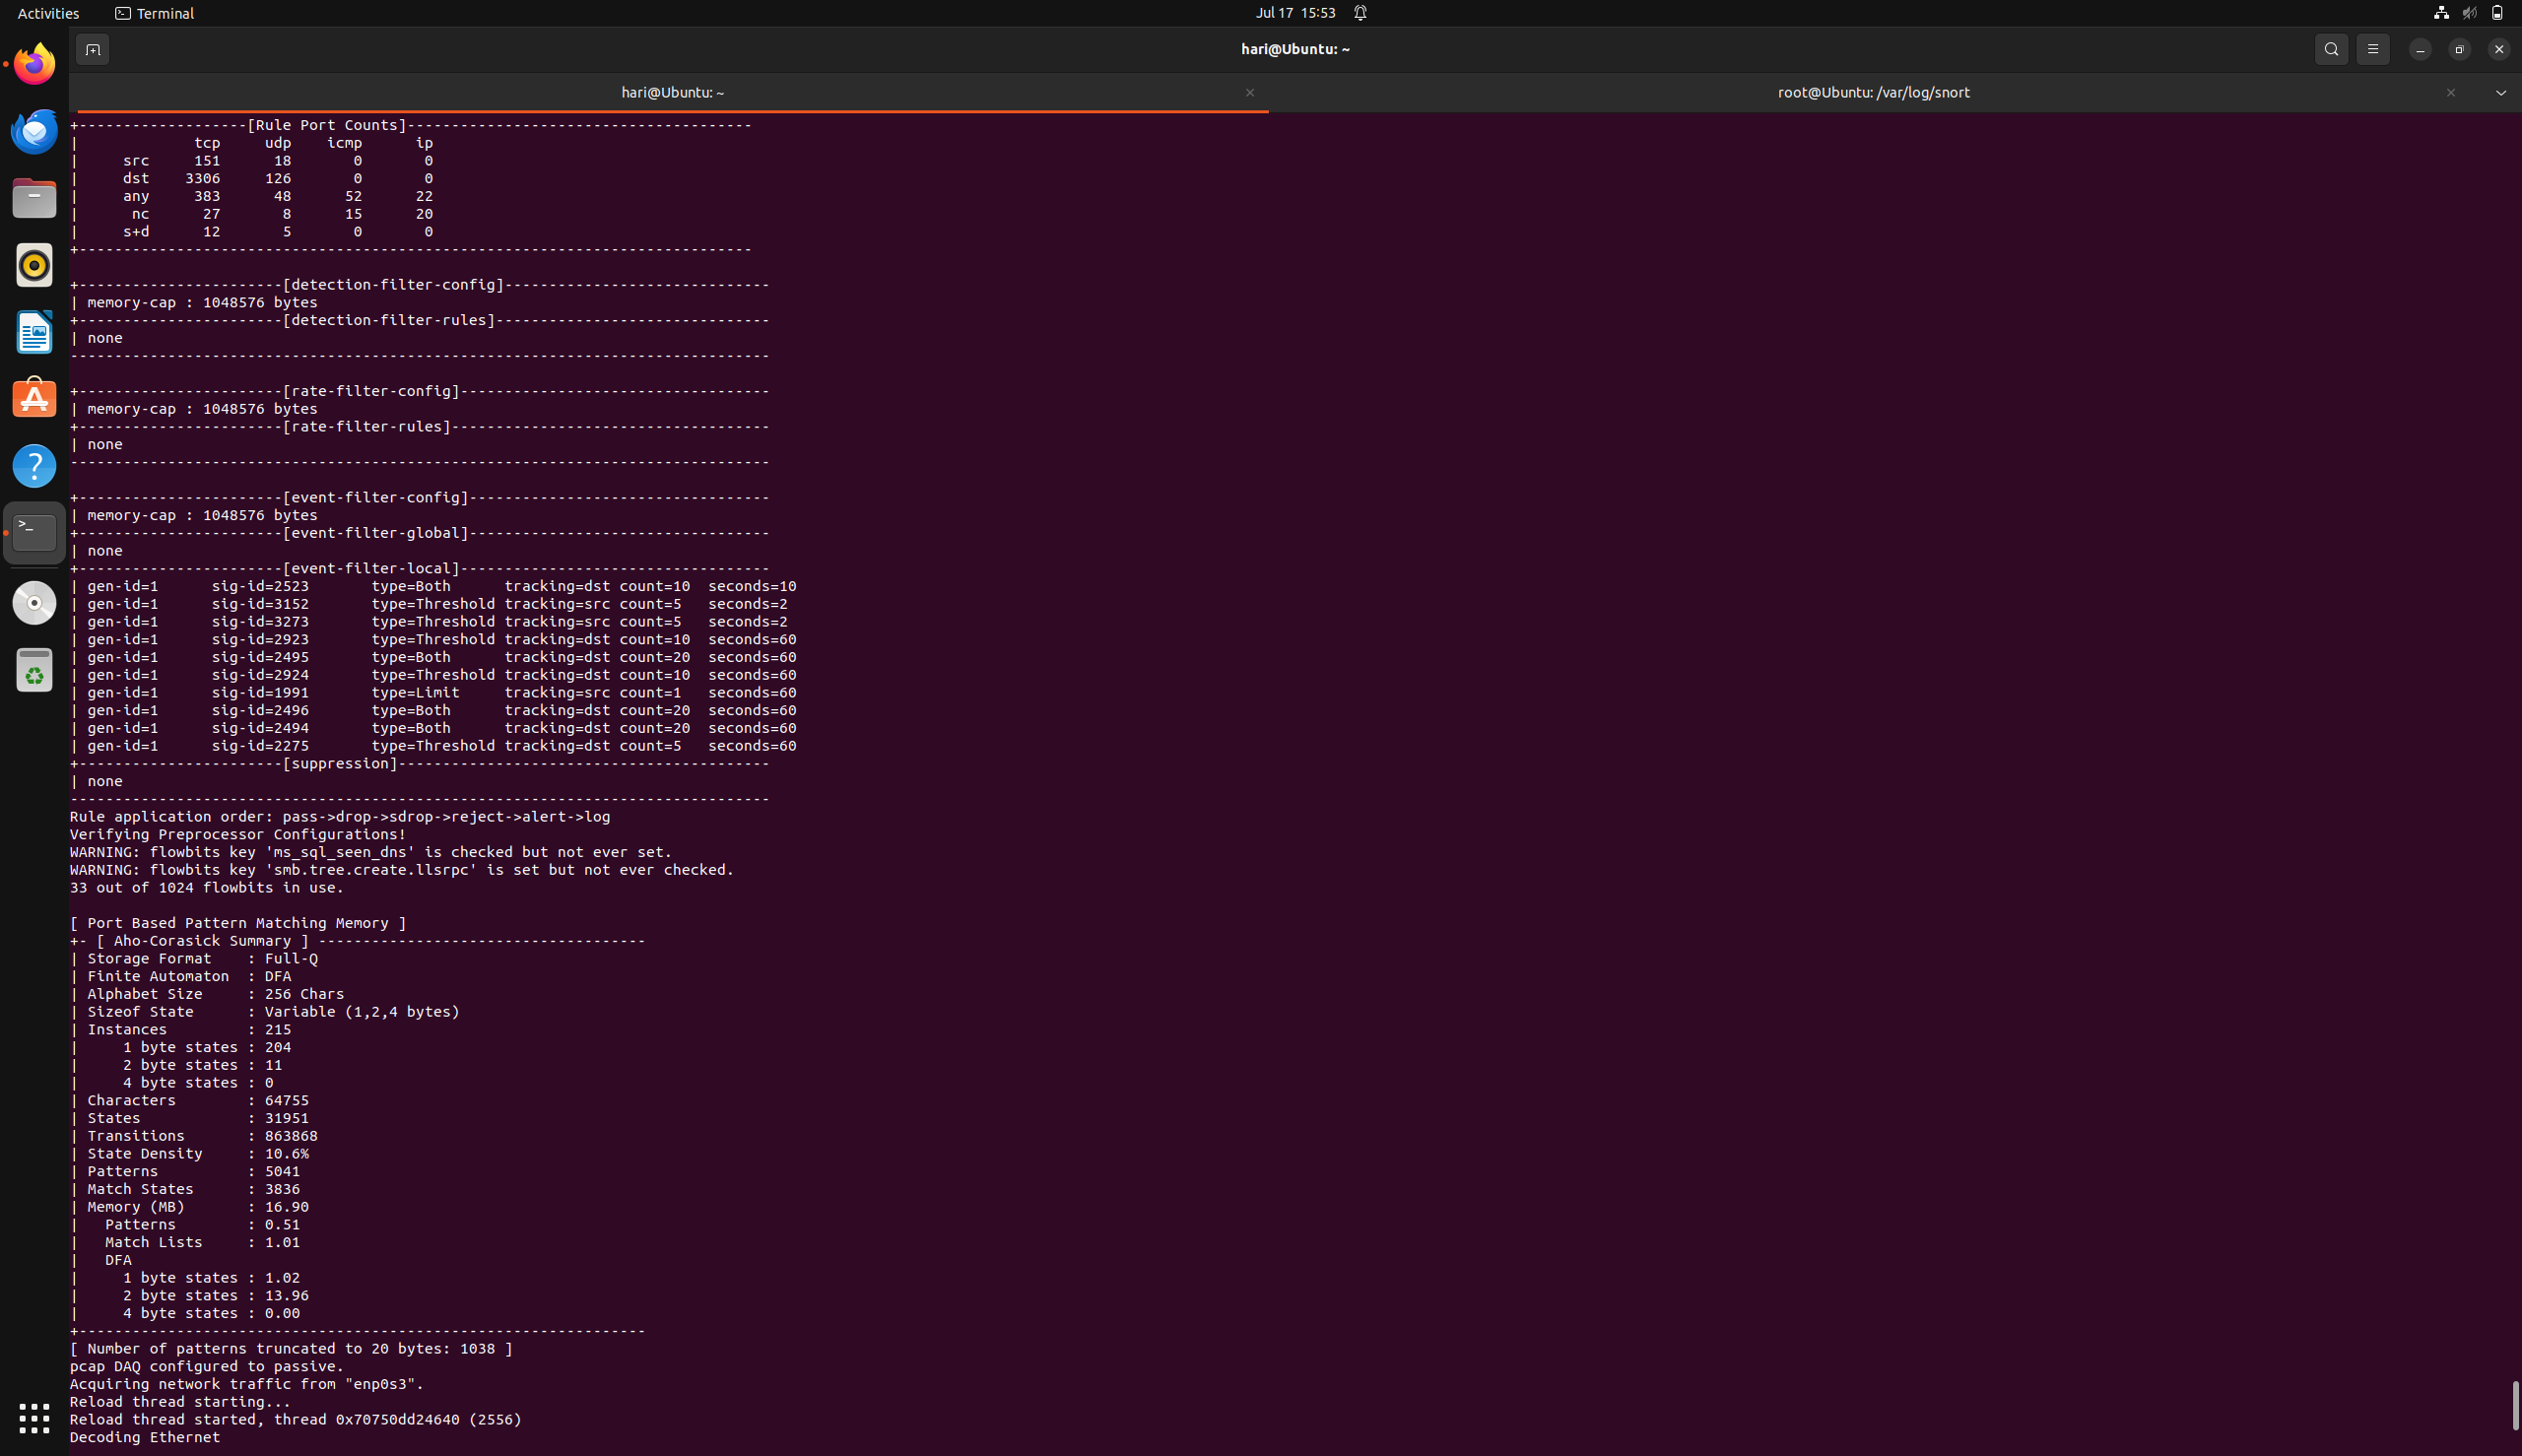 Activities
Terminal
Jul 17 15:53
hari@Ubuntu: ~
hari@Ubuntu: ~
root@Ubuntu: /var/log/snort
+-------------------[Rule Port Counts]---------------------------------------
|             tcp     udp    icmp      ip
|     src     151      18       0       0
|     dst    3306     126       0       0
|     any     383      48      52      22
|      nc      27       8      15      20
|     s+d      12       5       0       0
+----------------------------------------------------------------------------
+-----------------------[detection-filter-config]------------------------------
| memory-cap : 1048576 bytes
+-----------------------[detection-filter-rules]-------------------------------
| none
-------------------------------------------------------------------------------
+-----------------------[rate-filter-config]-----------------------------------
| memory-cap : 1048576 bytes
+-----------------------[rate-filter-rules]------------------------------------
| none
-------------------------------------------------------------------------------
+-----------------------[event-filter-config]----------------------------------
| memory-cap : 1048576 bytes
+-----------------------[event-filter-global]----------------------------------
| none
+-----------------------[event-filter-local]-----------------------------------
| gen-id=1      sig-id=2523       type=Both      tracking=dst count=10  seconds=10
| gen-id=1      sig-id=3152       type=Threshold tracking=src count=5   seconds=2
| gen-id=1      sig-id=3273       type=Threshold tracking=src count=5   seconds=2
| gen-id=1      sig-id=2923       type=Threshold tracking=dst count=10  seconds=60
| gen-id=1      sig-id=2495       type=Both      tracking=dst count=20  seconds=60
| gen-id=1      sig-id=2924       type=Threshold tracking=dst count=10  seconds=60
| gen-id=1      sig-id=1991       type=Limit     tracking=src count=1   seconds=60
| gen-id=1      sig-id=2496       type=Both      tracking=dst count=20  seconds=60
| gen-id=1      sig-id=2494       type=Both      tracking=dst count=20  seconds=60
| gen-id=1      sig-id=2275       type=Threshold tracking=dst count=5   seconds=60
+-----------------------[suppression]------------------------------------------
| none
-------------------------------------------------------------------------------
Rule application order: pass->drop->sdrop->reject->alert->log
Verifying Preprocessor Configurations!
WARNING: flowbits key 'ms_sql_seen_dns' is checked but not ever set.
WARNING: flowbits key 'smb.tree.create.llsrpc' is set but not ever checked.
33 out of 1024 flowbits in use.
[ Port Based Pattern Matching Memory ]
+- [ Aho-Corasick Summary ] -------------------------------------
| Storage Format    : Full-Q
| Finite Automaton  : DFA
| Alphabet Size     : 256 Chars
| Sizeof State      : Variable (1,2,4 bytes)
| Instances         : 215
|     1 byte states : 204
|     2 byte states : 11
|     4 byte states : 0
| Characters        : 64755
| States            : 31951
| Transitions       : 863868
| State Density     : 10.6%
| Patterns          : 5041
| Match States      : 3836
| Memory (MB)       : 16.90
|   Patterns        : 0.51
|   Match Lists     : 1.01
|   DFA
|     1 byte states : 1.02
|     2 byte states : 13.96
|     4 byte states : 0.00
+----------------------------------------------------------------
[ Number of patterns truncated to 20 bytes: 1038 ]
pcap DAQ configured to passive.
Acquiring network traffic from "enp0s3".
Reload thread starting...
Reload thread started, thread 0x70750dd24640 (2556)
Decoding Ethernet